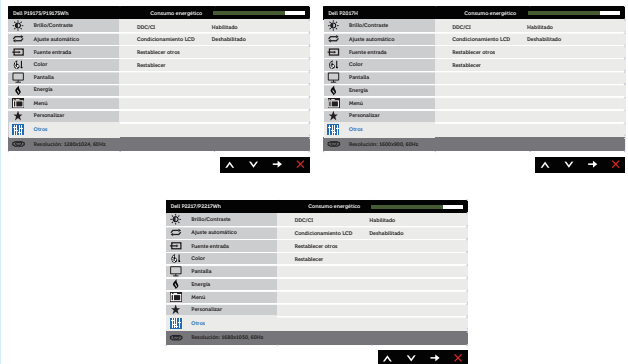 Dell P1917S/P1917SWh Consumo energético
Brillo/Contraste DDC/CI Habilitado
Ajuste automático Condicionamiento LCD Deshabilitado
Fuente entrada Restablecer otros
Color Restablecer
Pantalla
Energía
Menú
Personalizar
Otros
Resolución: 1280x1024, 60Hz
Dell P2017H Consumo energético
Brillo/Contraste DDC/CI Habilitado
Ajuste automático Condicionamiento LCD Deshabilitado
Fuente entrada Restablecer otros
Color Restablecer
Pantalla
Energía
Menú
Personalizar
Otros
Resolución: 1600x900, 60Hz
Dell P2217/P2217Wh Consumo energético
Brillo/Contraste DDC/CI Habilitado
Ajuste automático Condicionamiento LCD Deshabilitado
Fuente entrada Restablecer otros
Color Restablecer
Pantalla
Energía
Menú
Personalizar
Otros
Resolución: 1680x1050, 60Hz